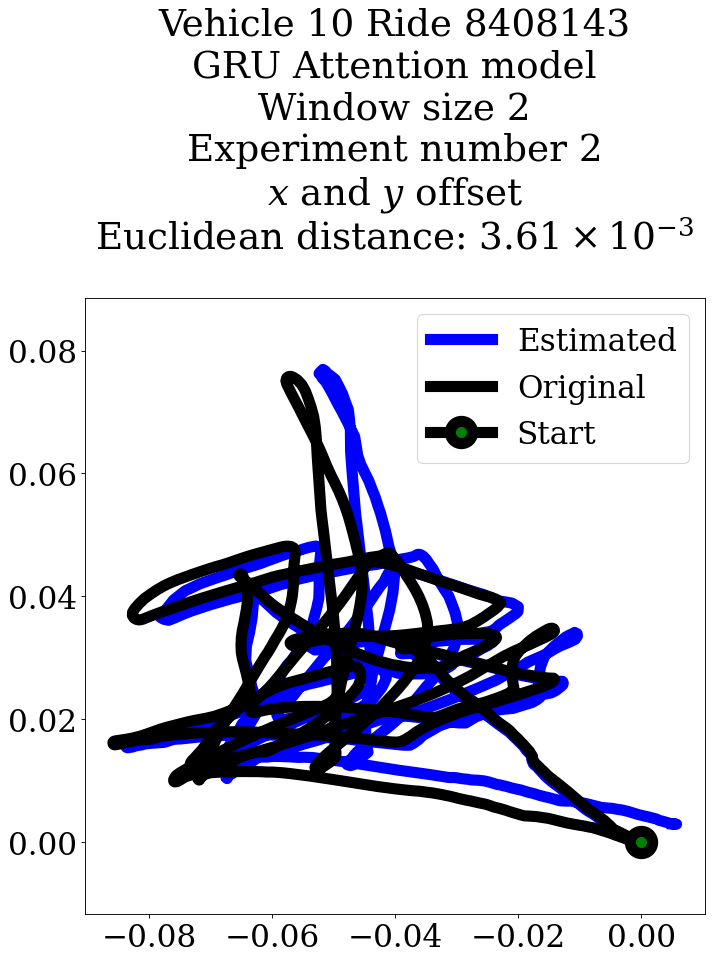 Vehicle 10 Ride 8408143
GRU Attention model
Window size 2
Experiment number 2
x and y offset
Euclidean distance: 3.61 × 10⁻³
Estimated
Original
Start
0.08
0.06
0.04
0.02
0.00
−0.08 −0.06 −0.04 −0.02 0.00